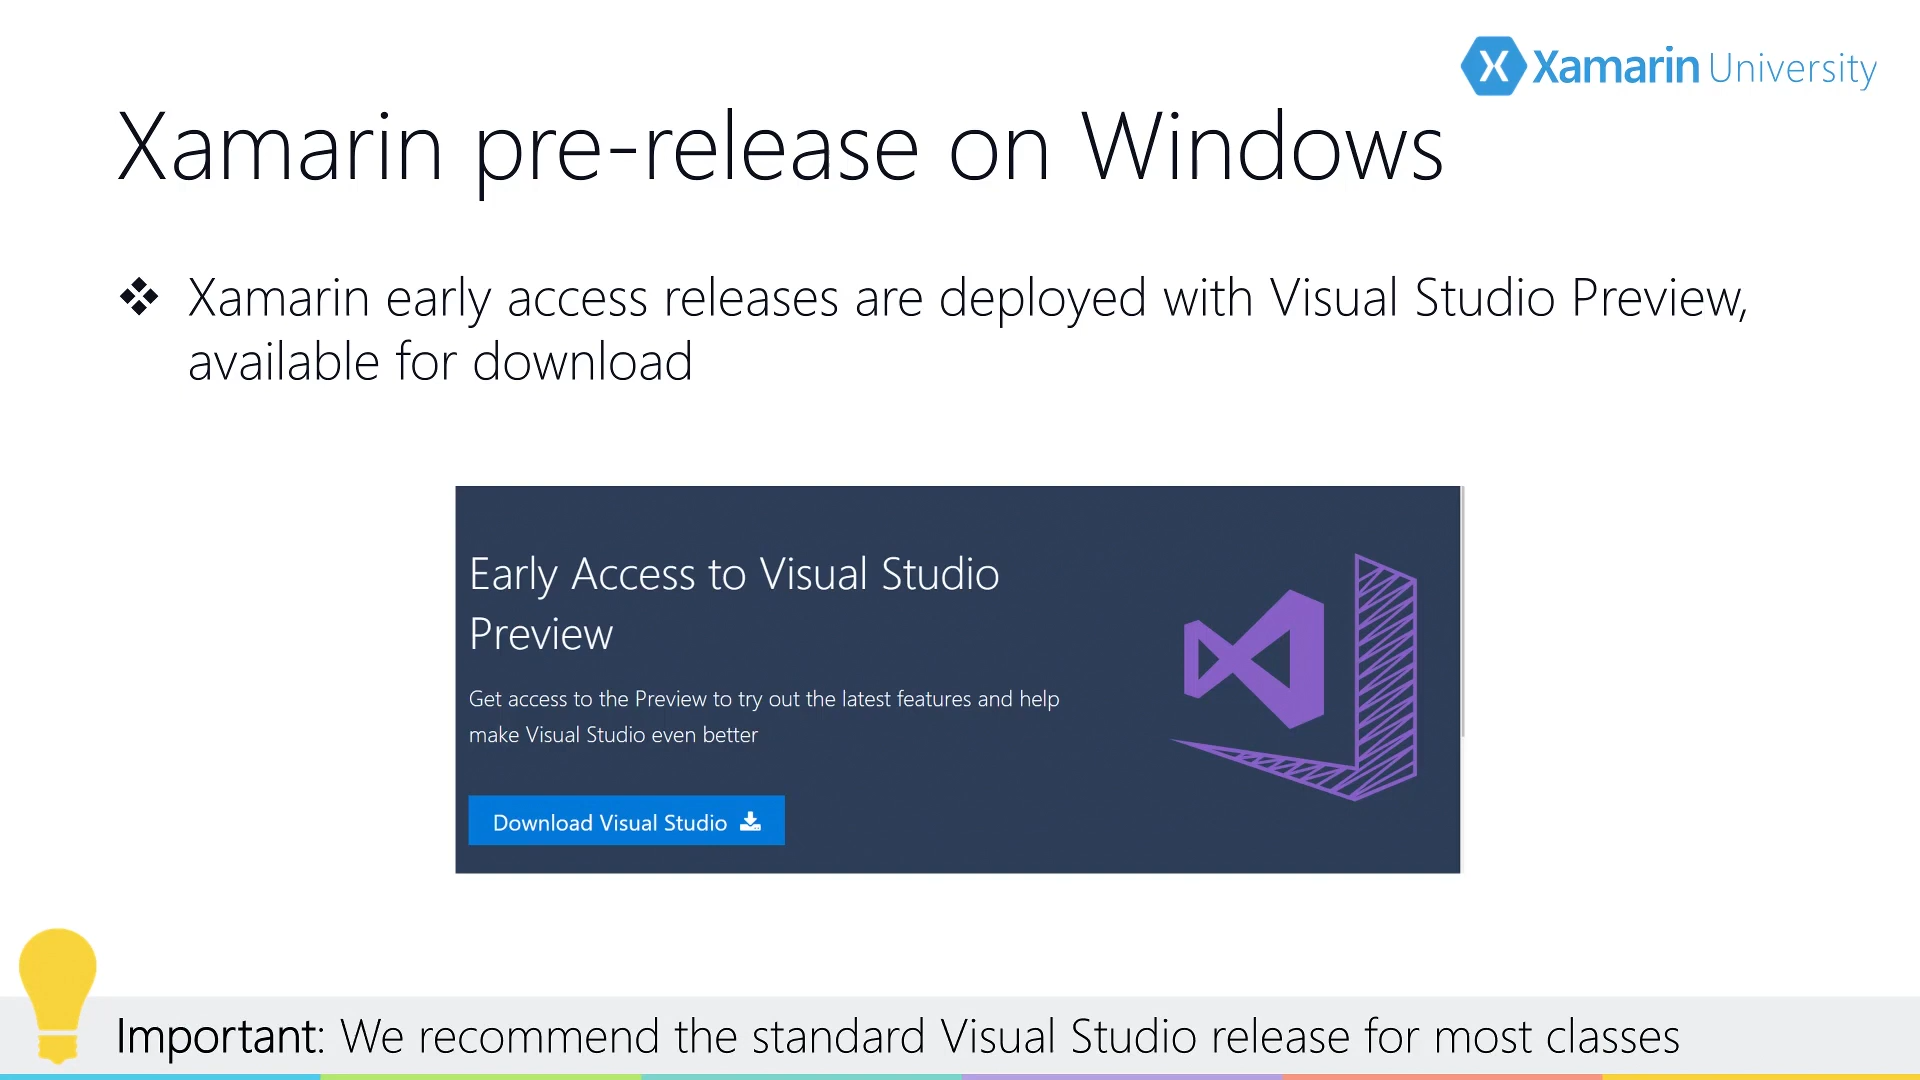 Xamarin University
Xamarin pre-release on Windows
❖ Xamarin early access releases are deployed with Visual Studio Preview,
available for download
Early Access to Visual Studio
Preview
Get access to the Preview to try out the latest features and help
make Visual Studio even better
Download Visual Studio
Important: We recommend the standard Visual Studio release for most classes